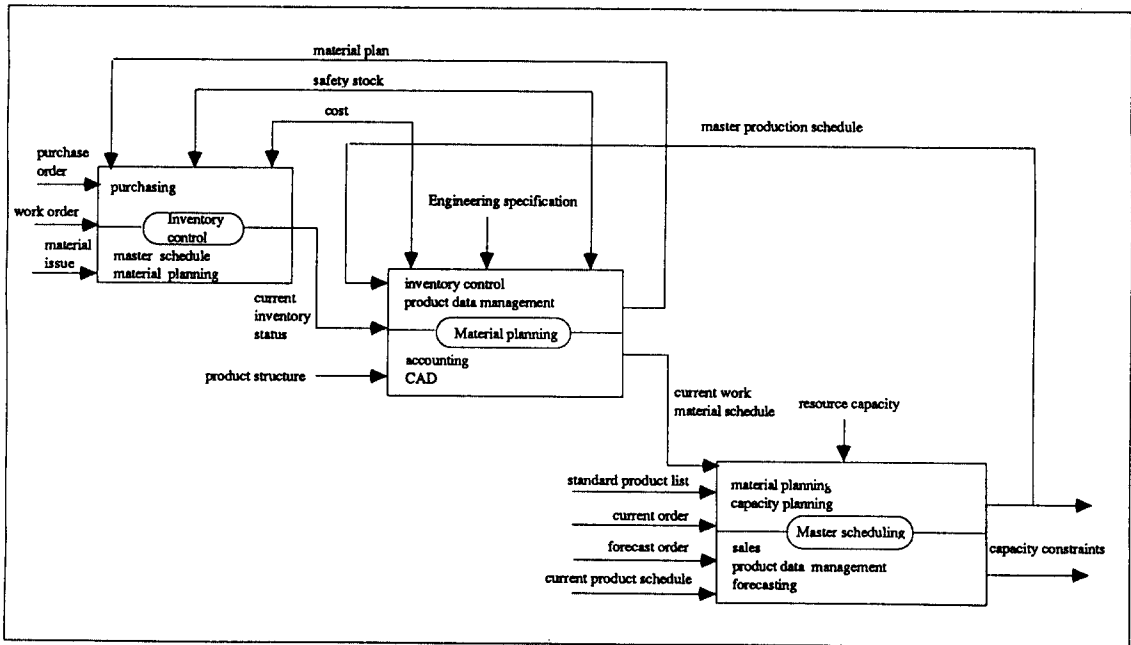 material plan
safety stock
cost
master production schedule
purchase
order
purchasing
work order
Inventory
control
material
issue
master schedule
material planning
Engineering specification
current
inventory
status
inventory control
product data management
Material planning
accounting
CAD
product structure
current work
material schedule
resource capacity
standard product list
material planning
capacity planning
current order
Master scheduling
forecast order
sales
product data management
forecasting
capacity constraints
current product schedule